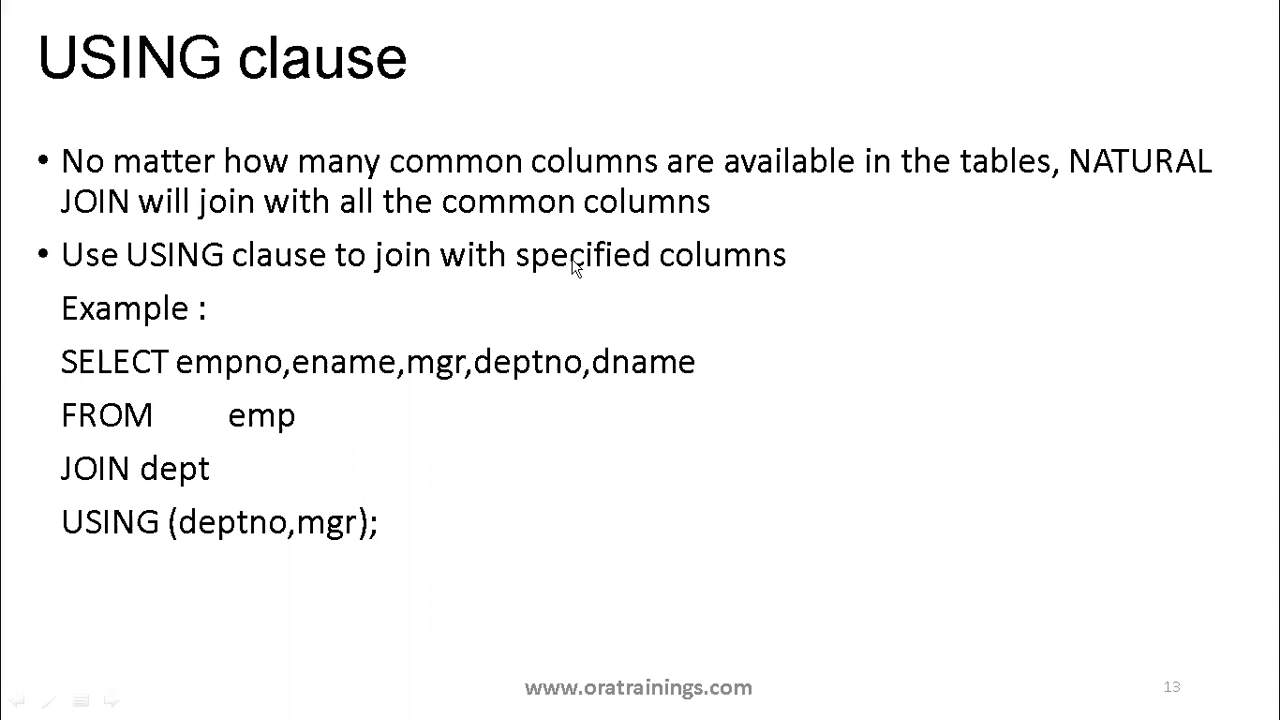 USING clause
• No matter how many common columns are available in the tables, NATURAL
JOIN will join with all the common columns
• Use USING clause to join with specified columns
Example :
SELECT empno,ename,mgr,deptno,dname
FROM emp
JOIN dept
USING (deptno,mgr);
www.oratrainings.com
13